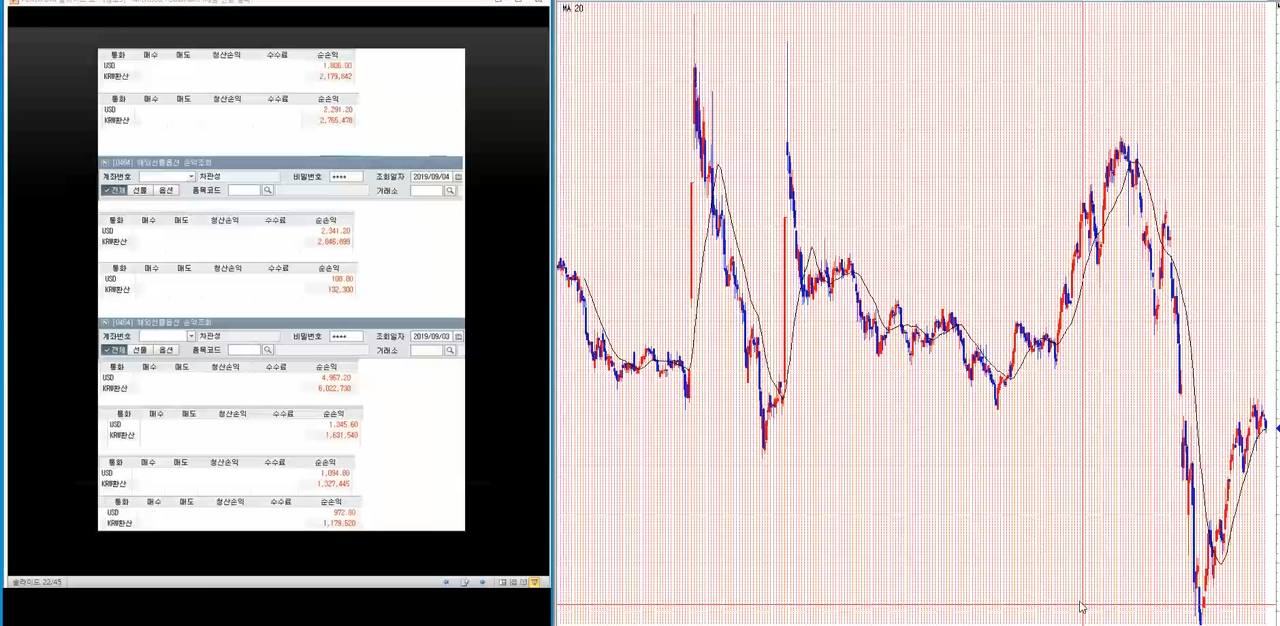 MA 20
통화 매수 매도 청산손익 수수료 순손익
USD 1,806.00
KRW환산 2,179,842
통화 매수 매도 청산손익 수수료 순손익
USD 2,291.20
KRW환산 2,765,478
[0464] 해외선물옵션 손익조회
계좌번호 차판성 비밀번호 **** 조회일자 2019/09/04
전체 선물 옵션 품목코드 거래소
통화 매수 매도 청산손익 수수료 순손익
USD 2,341.20
KRW환산 2,846,899
통화 매수 매도 청산손익 수수료 순손익
USD 108.80
KRW환산 132,300
[0464] 해외선물옵션 손익조회
계좌번호 차판성 비밀번호 **** 조회일자 2019/09/03
전체 선물 옵션 품목코드 거래소
통화 매수 매도 청산손익 수수료 순손익
USD 4,957.20
KRW환산 6,022,738
통화 매수 매도 청산손익 수수료 순손익
USD 1,345.60
KRW환산 1,631,540
통화 매수 매도 청산손익 수수료 순손익
USD 1,094.80
KRW환산 1,327,445
통화 매수 매도 청산손익 수수료 순손익
USD 972.80
KRW환산 1,179,520
슬라이드 22/45